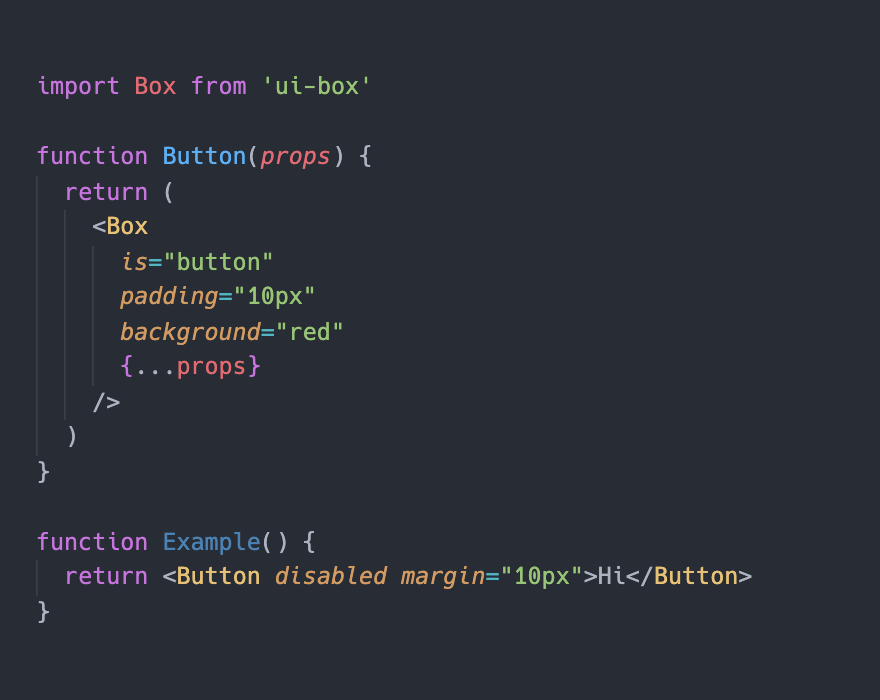 import Box from 'ui-box'

function Button(props) {
  return (
    <Box
      is="button"
      padding="10px"
      background="red"
      {...props}
    />
  )
}

function Example() {
  return <Button disabled margin="10px">Hi</Button>
}